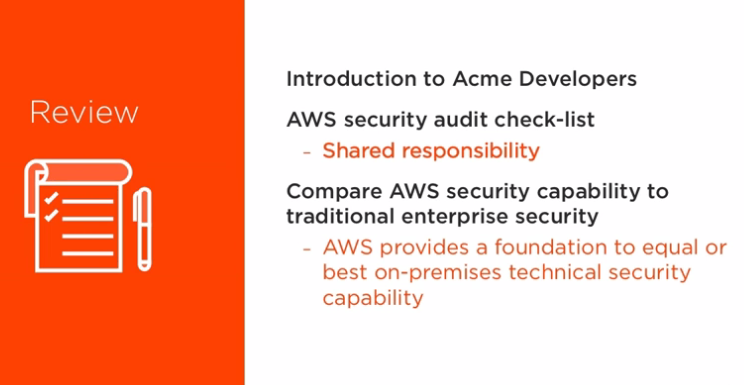 Review
Introduction to Acme Developers
AWS security audit check-list
– Shared responsibility
Compare AWS security capability to
traditional enterprise security
– AWS provides a foundation to equal or
best on-premises technical security
capability